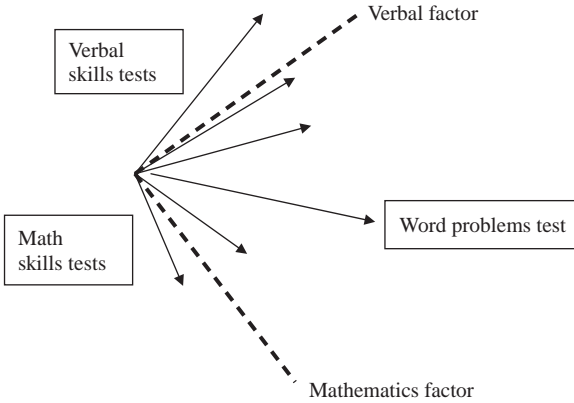 Verbal factor
Verbal
skills tests
Word problems test
Math
skills tests
Mathematics factor